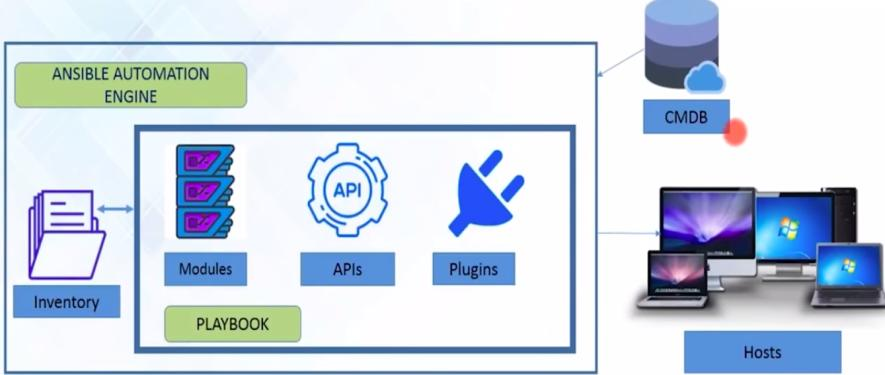 ANSIBLE AUTOMATION
ENGINE
CMDB
API
Modules
APIs
Plugins
Inventory
PLAYBOOK
Hosts